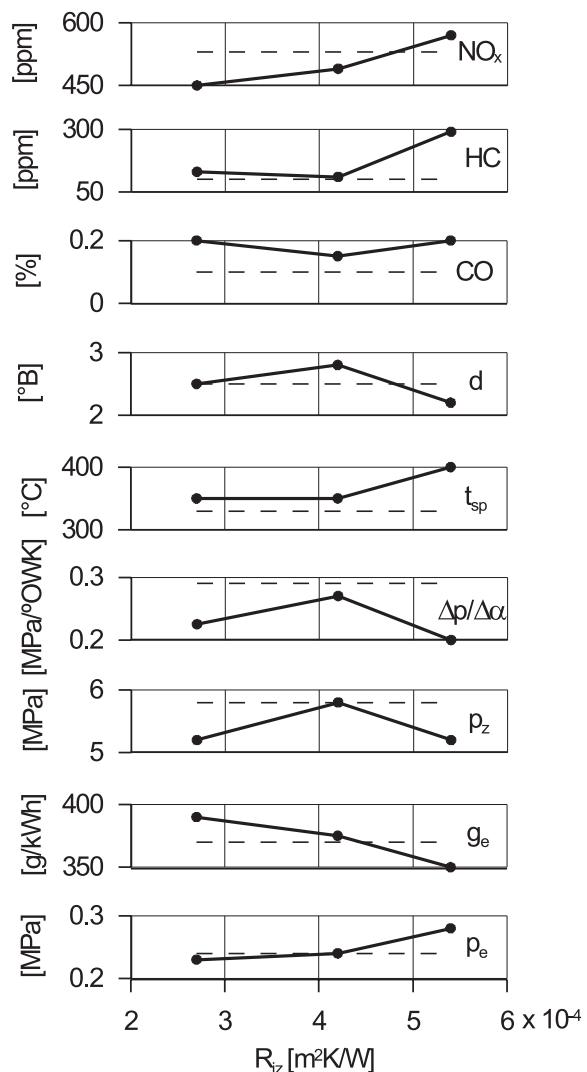 600
[ppm]
NOx
450
300
[ppm]
HC
50
0.2
[%]
CO
0
3
[°B]
d
2
400
[°C]
tsp
300
0.3
[MPa/ºOWK]
Δp/Δα
0.2
6
[MPa]
pz
5
400
[g/kWh]
ge
350
0.3
[MPa]
pe
0.2
2 3 4 5 6 x 10⁻⁴
Riz [m²K/W]